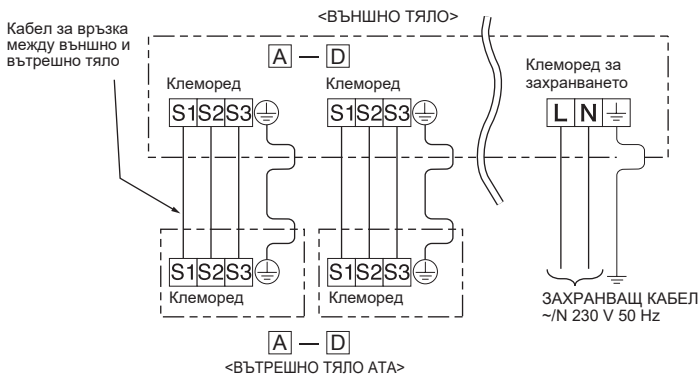 <ВЪНШНО ТЯЛО>
Кабел за връзка
между външно и
вътрешно тяло
A — D
Клеморед
Клеморед
Клеморед за
захранването
S1 S2 S3
S1 S2 S3
L N
S1 S2 S3
S1 S2 S3
Клеморед
Клеморед
ЗАХРАНВАЩ КАБЕЛ
~/N 230 V 50 Hz
A — D
<ВЪТРЕШНО ТЯЛО ATA>